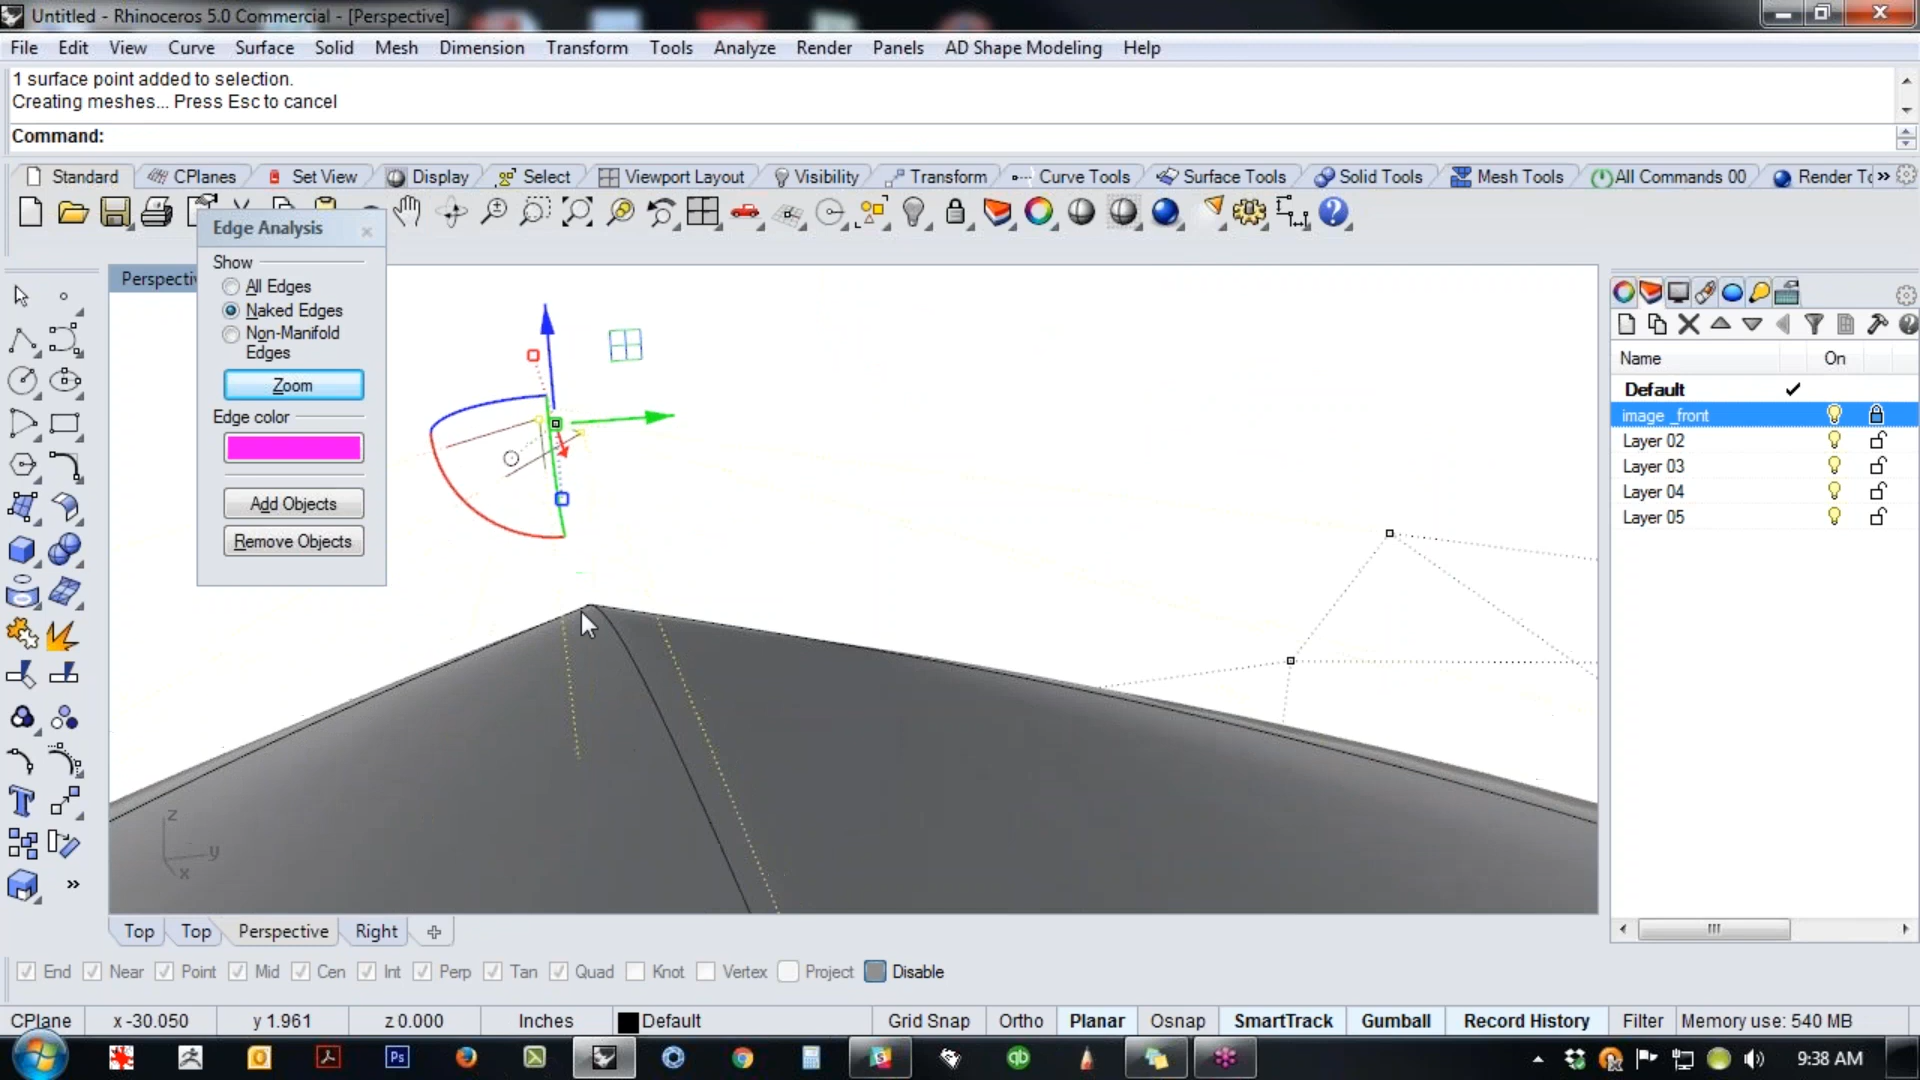 Untitled - Rhinoceros 5.0 Commercial - [Perspective]
File Edit View Curve Surface Solid Mesh Dimension Transform Tools Analyze Render Panels AD Shape Modeling Help
1 surface point added to selection.
Creating meshes... Press Esc to cancel
Command:
Standard CPlanes Set View Display Select Viewport Layout Visibility Transform Curve Tools Surface Tools Solid Tools Mesh Tools All Commands 00 Render To »
Edge Analysis
Show
All Edges
Naked Edges
Non-Manifold
Edges
Zoom
Edge color
Add Objects
Remove Objects
Perspectiv
z
y
x
Name On
Default
image _front
Layer 02
Layer 03
Layer 04
Layer 05
Top Top Perspective Right
End Near Point Mid Cen Int Perp Tan Quad Knot Vertex Project Disable
CPlane x -30.050 y 1.961 z 0.000 Inches Default Grid Snap Ortho Planar Osnap SmartTrack Gumball Record History Filter Memory use: 540 MB
Ps qb 9:38 AM